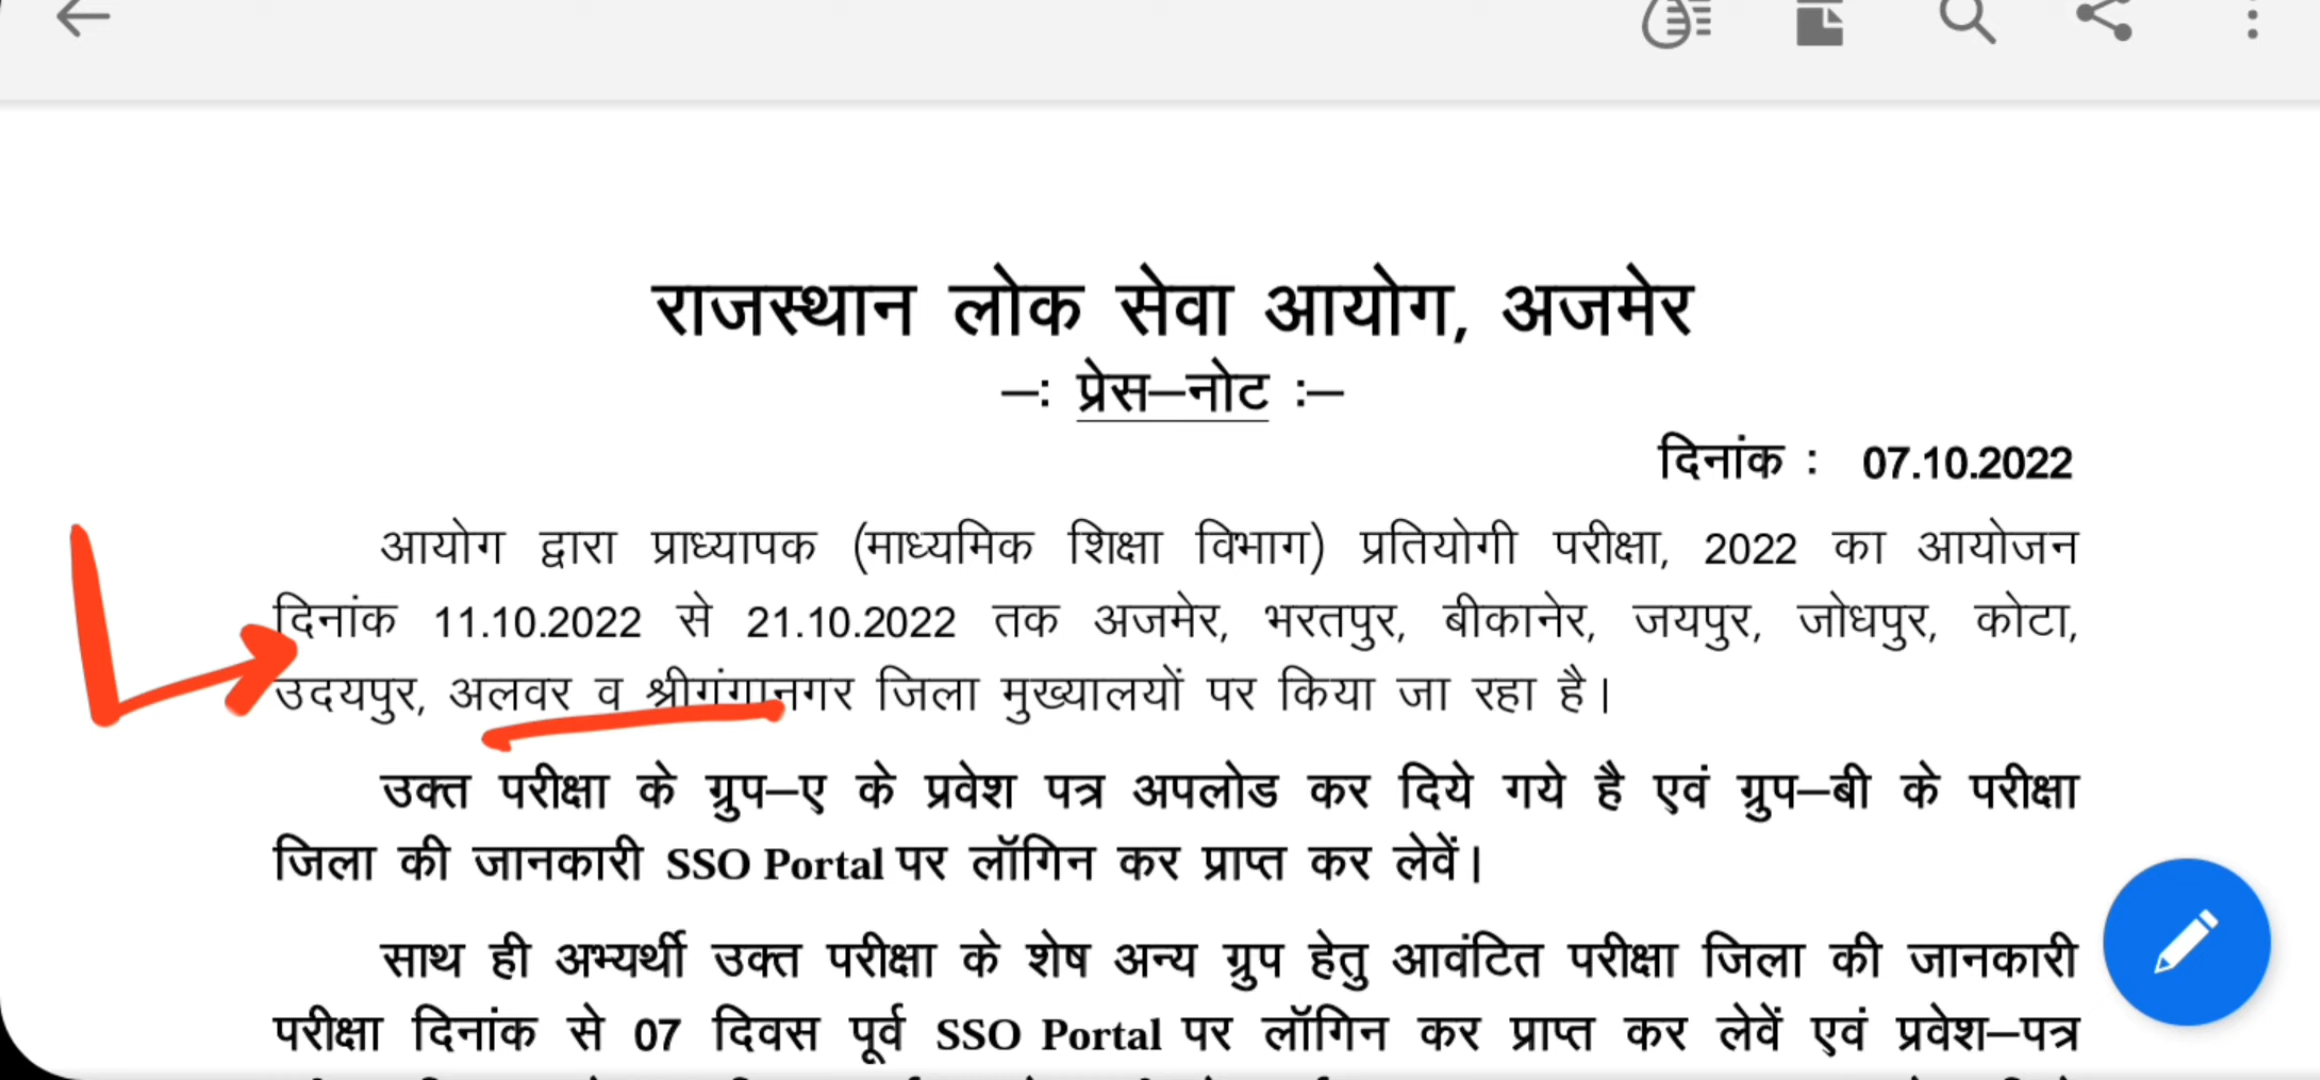 राजस्थान लोक सेवा आयोग, अजमेर
–: प्रेस–नोट :–
दिनांक : 07.10.2022
आयोग द्वारा प्राध्यापक (माध्यमिक शिक्षा विभाग) प्रतियोगी परीक्षा, 2022 का आयोजन
दिनांक 11.10.2022 से 21.10.2022 तक अजमेर, भरतपुर, बीकानेर, जयपुर, जोधपुर, कोटा,
उदयपुर, अलवर व श्रीगंगानगर जिला मुख्यालयों पर किया जा रहा है।
उक्त परीक्षा के ग्रुप–ए के प्रवेश पत्र अपलोड कर दिये गये है एवं ग्रुप–बी के परीक्षा
जिला की जानकारी SSO Portal पर लॉगिन कर प्राप्त कर लेवें।
साथ ही अभ्यर्थी उक्त परीक्षा के शेष अन्य ग्रुप हेतु आवंटित परीक्षा जिला की जानकारी
परीक्षा दिनांक से 07 दिवस पूर्व SSO Portal पर लॉगिन कर प्राप्त कर लेवें एवं प्रवेश–पत्र